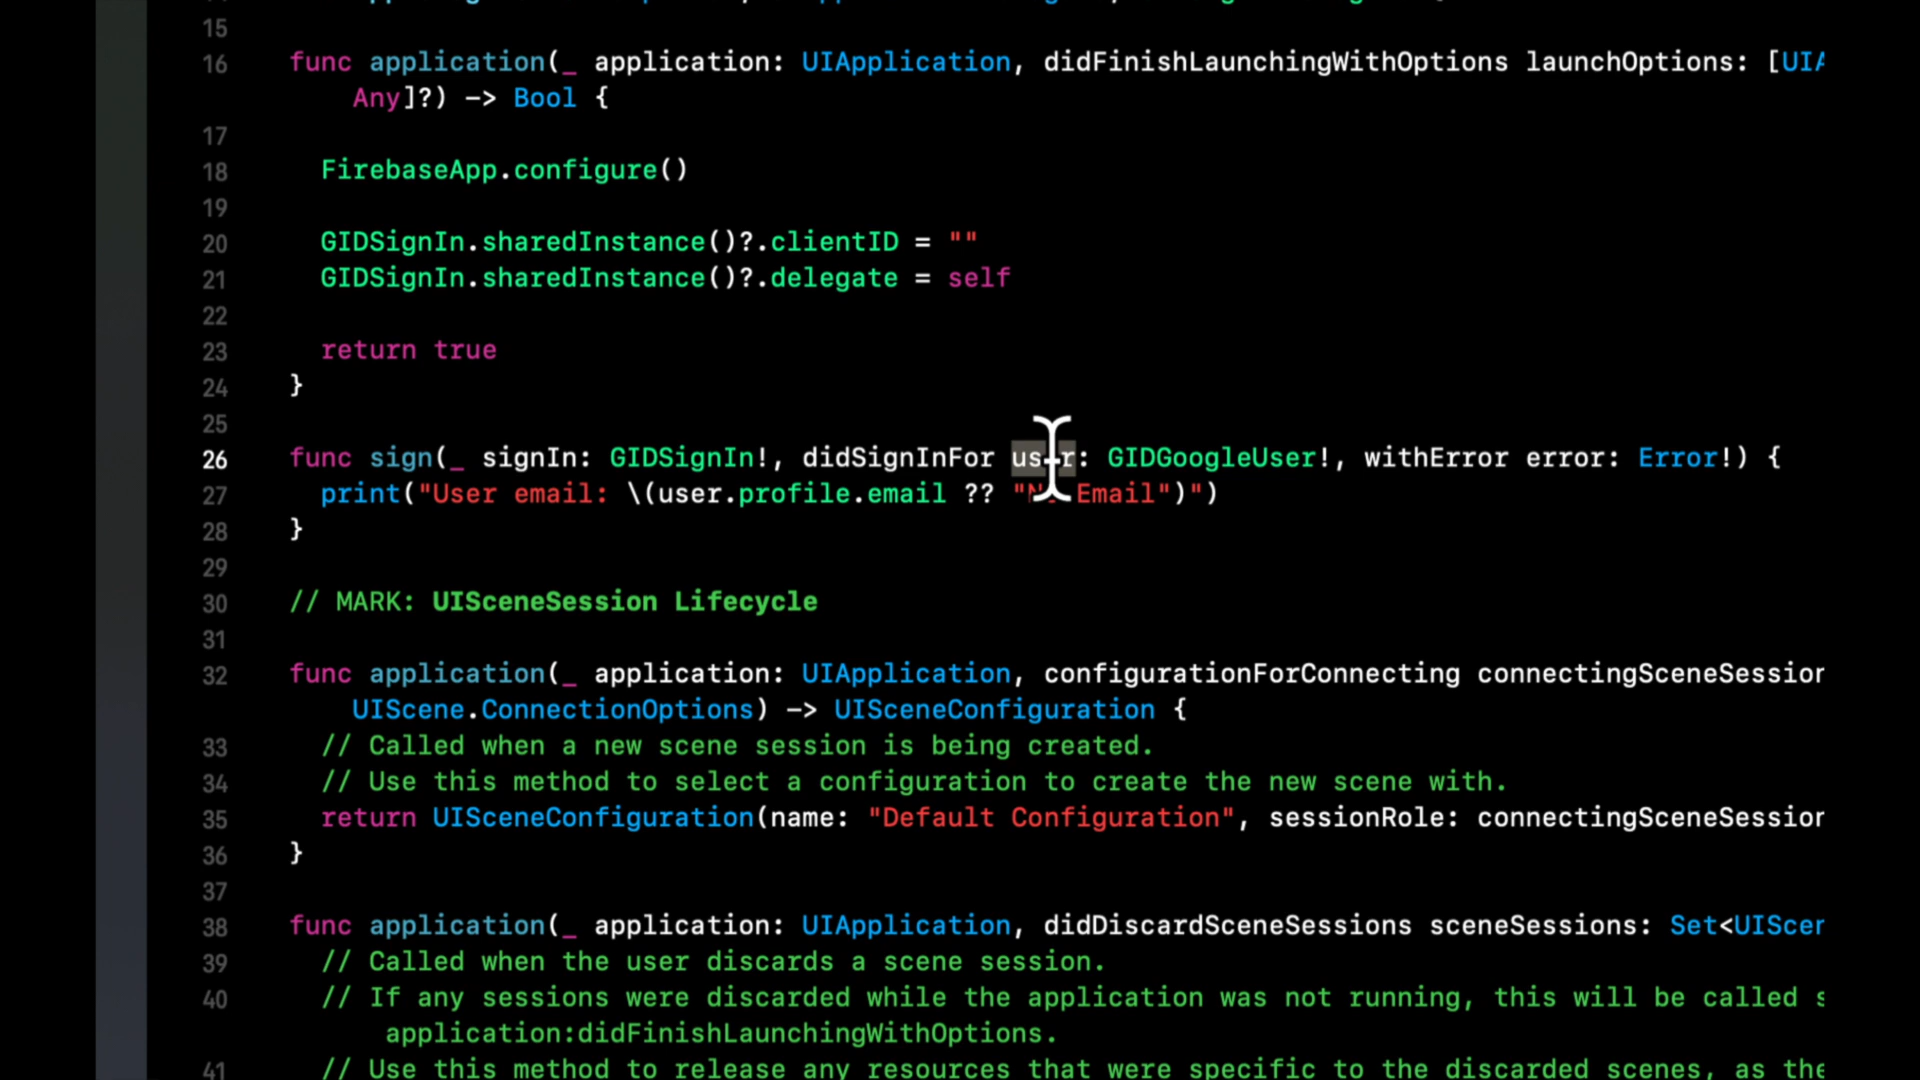 15
16 func application(_ application: UIApplication, didFinishLaunchingWithOptions launchOptions: [UIA
Any]?) -> Bool {
17
18 FirebaseApp.configure()
19
20 GIDSignIn.sharedInstance()?.clientID = ""
21 GIDSignIn.sharedInstance()?.delegate = self
22
23 return true
24 }
25
26 func sign(_ signIn: GIDSignIn!, didSignInFor user: GIDGoogleUser!, withError error: Error!) {
27 print("User email: \(user.profile.email ?? "No Email")")
28 }
29
30 // MARK: UISceneSession Lifecycle
31
32 func application(_ application: UIApplication, configurationForConnecting connectingSceneSession
UIScene.ConnectionOptions) -> UISceneConfiguration {
33 // Called when a new scene session is being created.
34 // Use this method to select a configuration to create the new scene with.
35 return UISceneConfiguration(name: "Default Configuration", sessionRole: connectingSceneSession
36 }
37
38 func application(_ application: UIApplication, didDiscardSceneSessions sceneSessions: Set<UIScen
39 // Called when the user discards a scene session.
40 // If any sessions were discarded while the application was not running, this will be called s
application:didFinishLaunchingWithOptions.
41 // Use this method to release any resources that were specific to the discarded scenes, as the